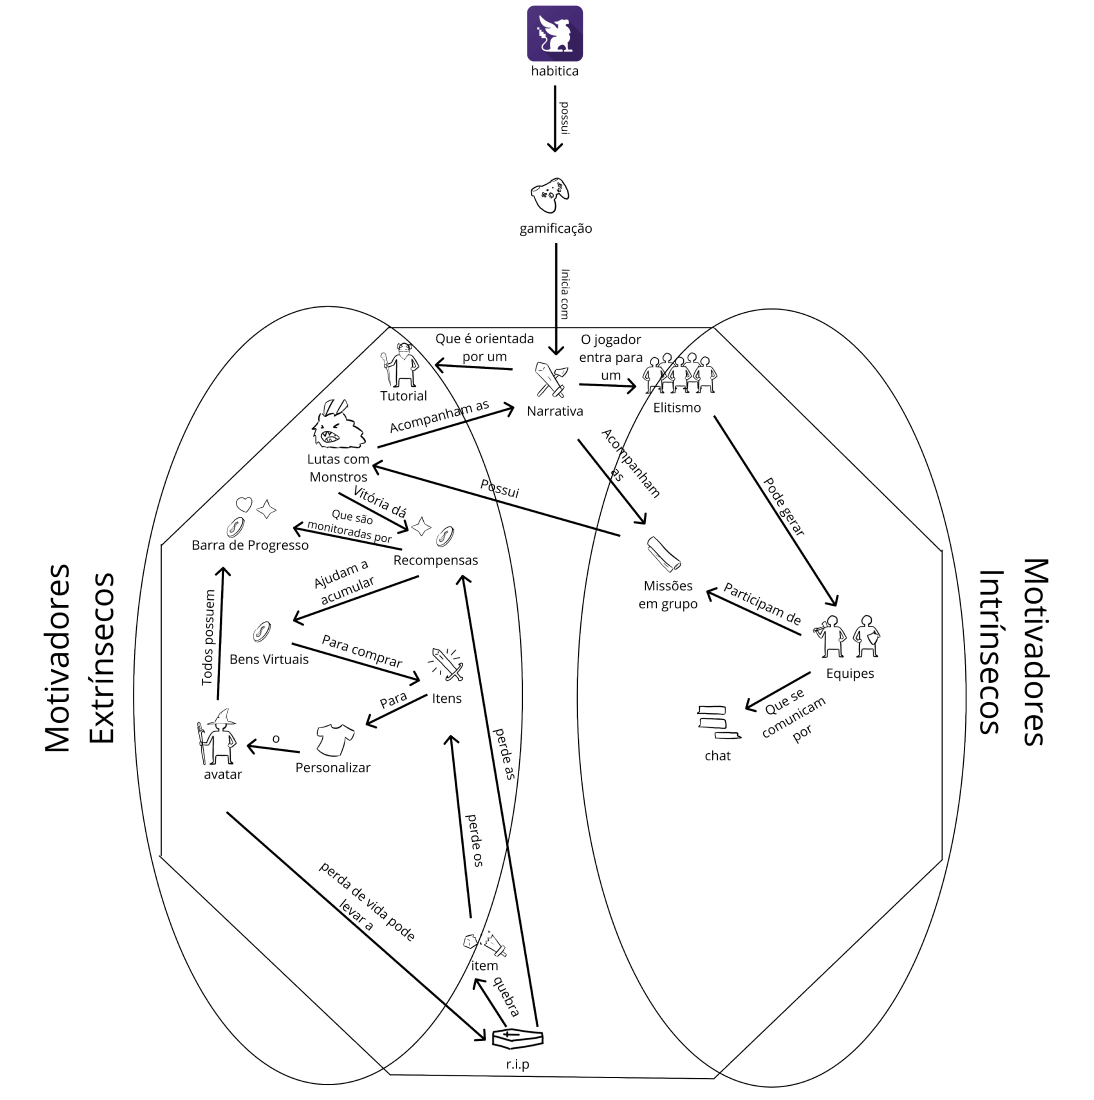 habitica
possui
gamificação
Inicia com
Que é orientada
por um
O jogador
entra para
um
Tutorial
Narrativa
Elitismo
Acompanham as
Lutas com
Monstros
Acompanham
as
Possui
Pode gerar
Vitória dá
Que são
monitoradas por
Barra de Progresso
Recompensas
Ajudam a
acumular
Missões
em grupo
Participam de
Todos possuem
Bens Virtuais
Para comprar
Itens
Equipes
Para
Que se
comunicam
por
chat
avatar
o
Personalizar
perde as
perde os
perda de vida pode
levar a
item
quebra
r.i.p
Motivadores
Extrínsecos
Motivadores
Intrínsecos